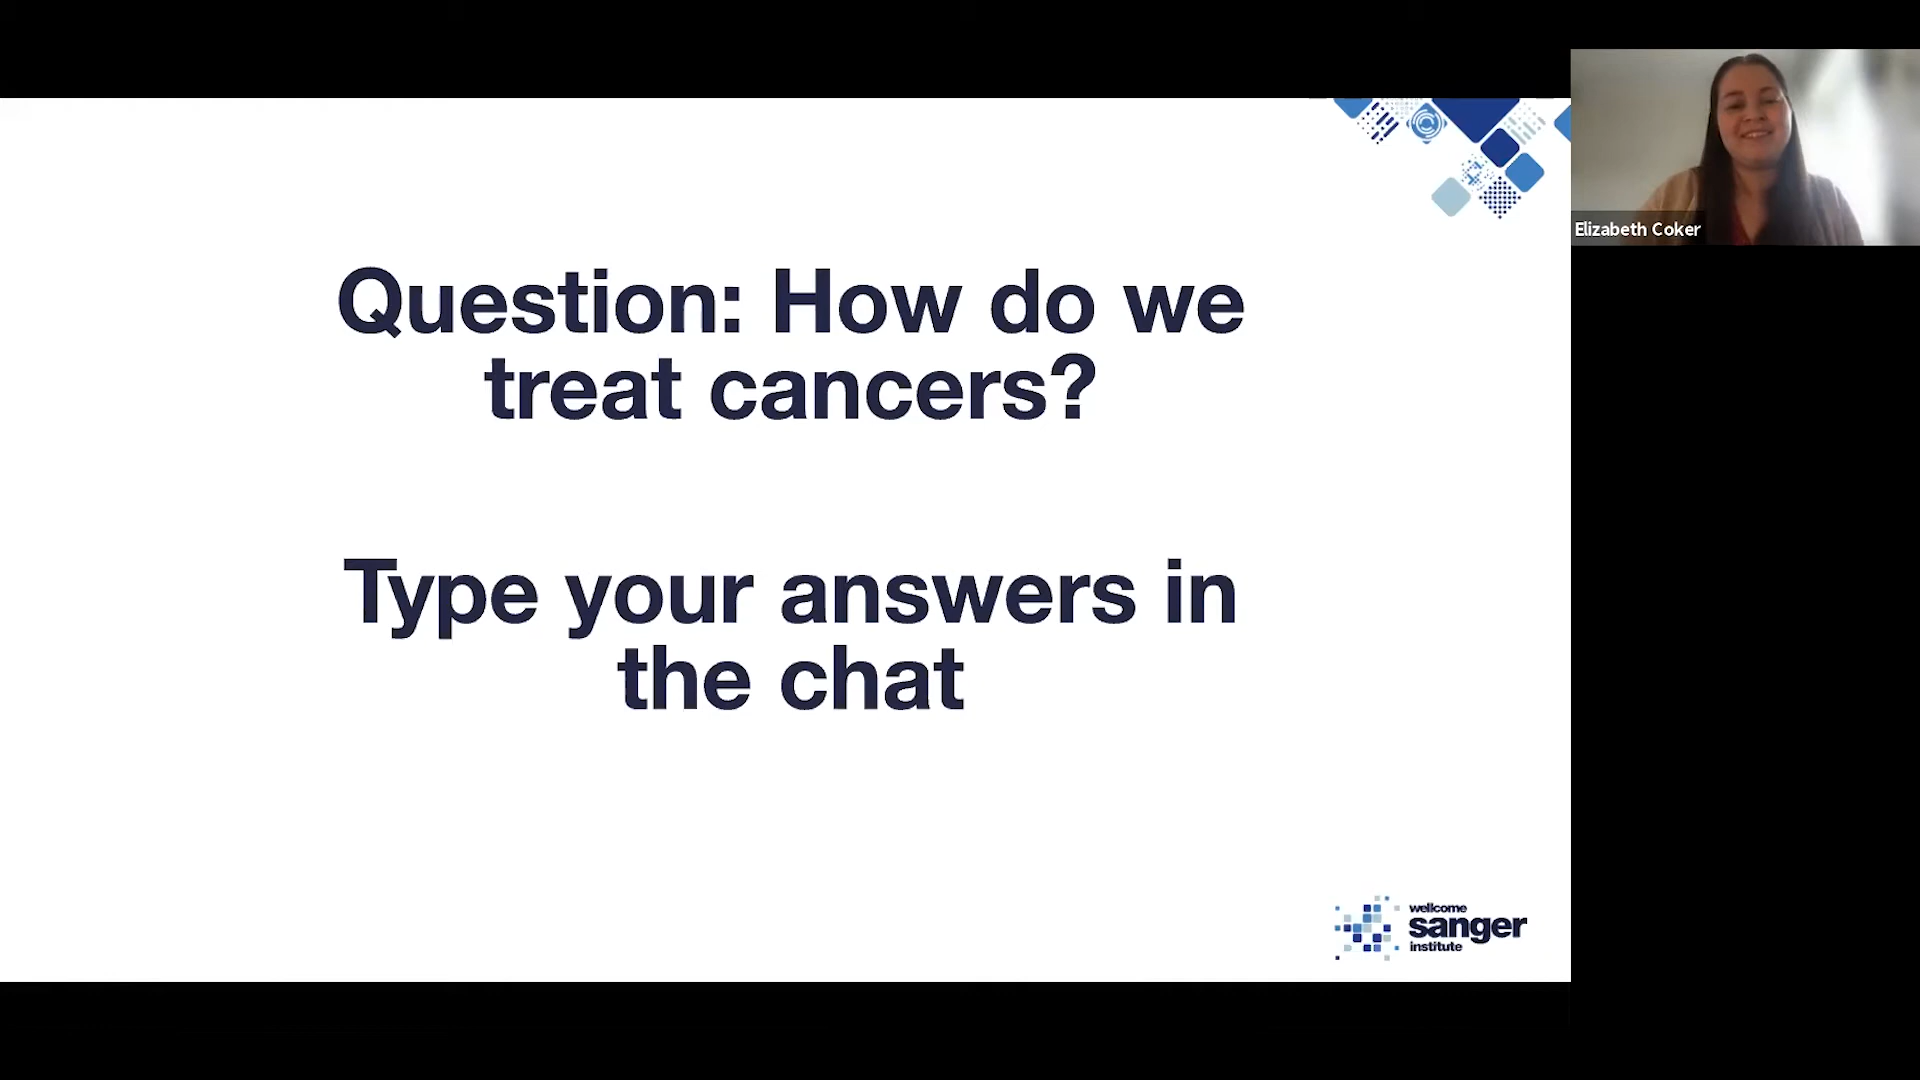 Elizabeth Coker
Question: How do we
treat cancers?
Type your answers in
the chat
wellcome
sanger
institute